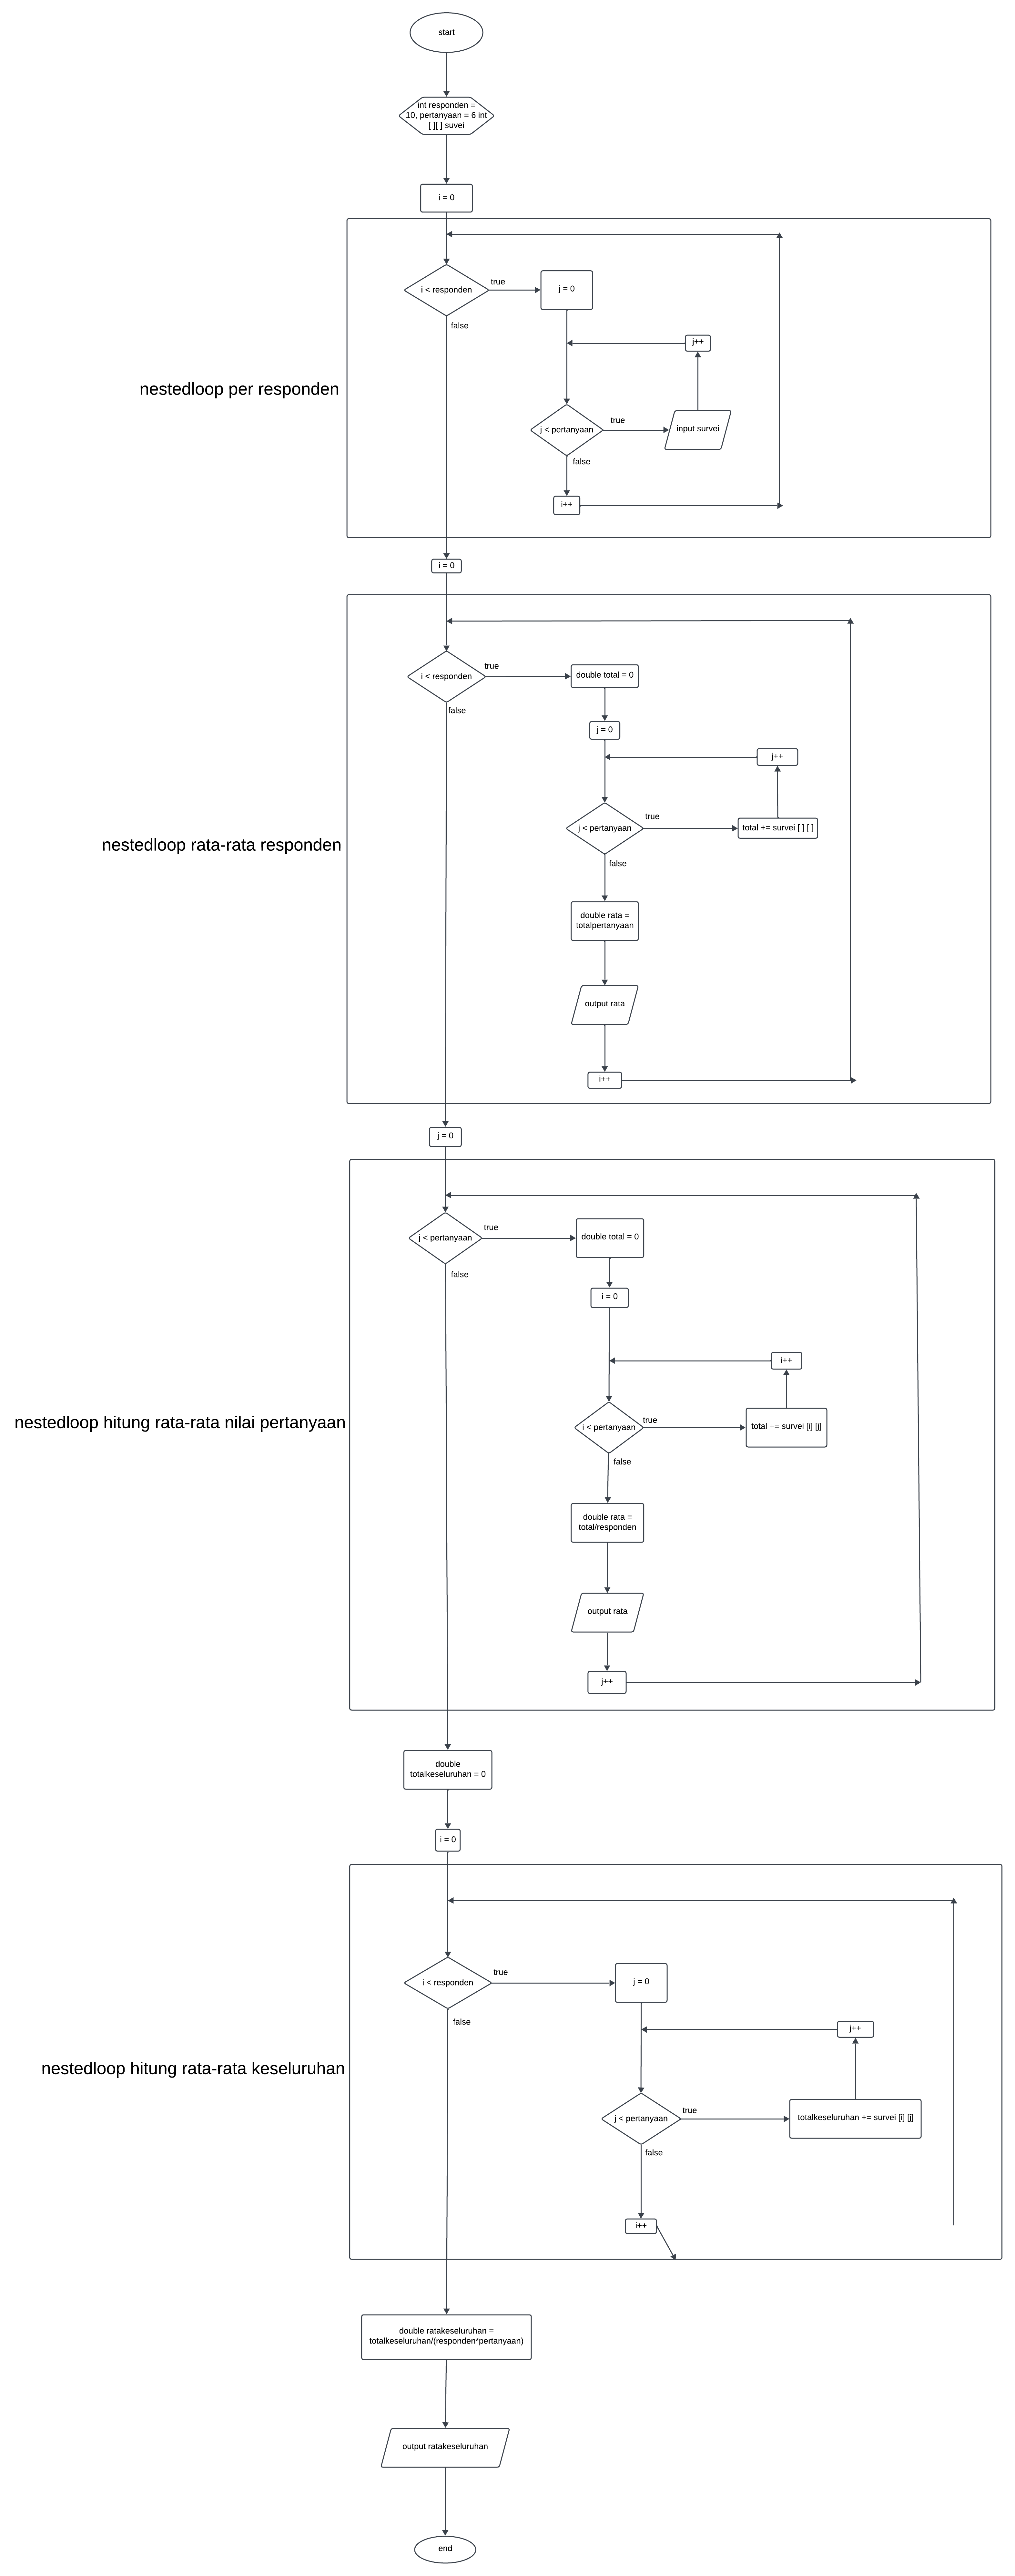 start
int responden =
10, pertanyaan = 6 int
[ ][ ] suvei
i = 0
nestedloop per responden
i < responden
true
j = 0
false
j++
j < pertanyaan
true
input survei
false
i++
i = 0
nestedloop rata-rata responden
i < responden
true
double total = 0
false
j = 0
j++
j < pertanyaan
true
total += survei [ ] [ ]
false
double rata =
totalpertanyaan
output rata
i++
j = 0
nestedloop hitung rata-rata nilai pertanyaan
j < pertanyaan
true
double total = 0
false
i = 0
i++
i < pertanyaan
true
total += survei [i] [j]
false
double rata =
total/responden
output rata
j++
double
totalkeseluruhan = 0
i = 0
nestedloop hitung rata-rata keseluruhan
i < responden
true
j = 0
false
j++
j < pertanyaan
true
totalkeseluruhan += survei [i] [j]
false
i++
double ratakeseluruhan =
totalkeseluruhan/(responden*pertanyaan)
output ratakeseluruhan
end